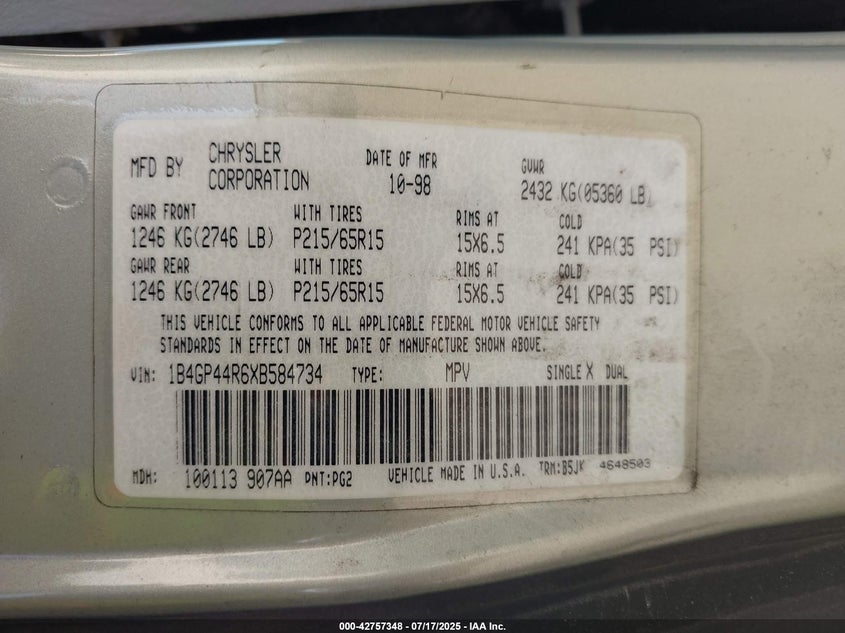 MFD BY CHRYSLER CORPORATION DATE OF MFR 10-98 GVWR 2432 KG(05360 LB)
GAWR FRONT WITH TIRES RIMS AT COLD
1246 KG(2746 LB) P215/65R15 15X6.5 241 KPA(35 PSI)
GAWR REAR WITH TIRES RIMS AT COLD
1246 KG(2746 LB) P215/65R15 15X6.5 241 KPA(35 PSI)
THIS VEHICLE CONFORMS TO ALL APPLICABLE FEDERAL MOTOR VEHICLE SAFETY
STANDARDS IN EFFECT ON THE DATE OF MANUFACTURE SHOWN ABOVE.
VIN: 1B4GP44R6XB584734 TYPE: MPV SINGLE X DUAL
MDH: 100113 907AA PNT:PG2 VEHICLE MADE IN U.S.A. TRM:B5JK 4648503
000-42757348 - 07/17/2025 - IAA Inc.